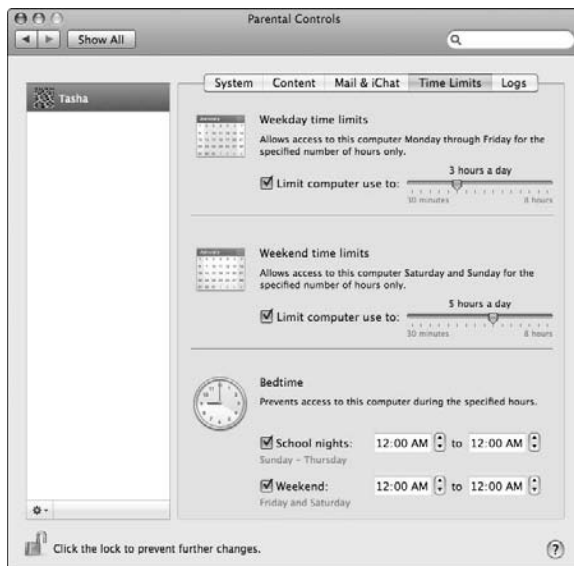 Parental Controls
Show All
Tasha
System Content Mail & iChat Time Limits Logs
Weekday time limits
Allows access to this computer Monday through Friday for the
specified number of hours only.
3 hours a day
Limit computer use to:
30 minutes 8 hours
Weekend time limits
Allows access to this computer Saturday and Sunday for the
specified number of hours only.
5 hours a day
Limit computer use to:
30 minutes 8 hours
Bedtime
Prevents access to this computer during the specified hours.
School nights: 12:00 AM to 12:00 AM
Sunday - Thursday
Weekend: 12:00 AM to 12:00 AM
Friday and Saturday
Click the lock to prevent further changes. ?